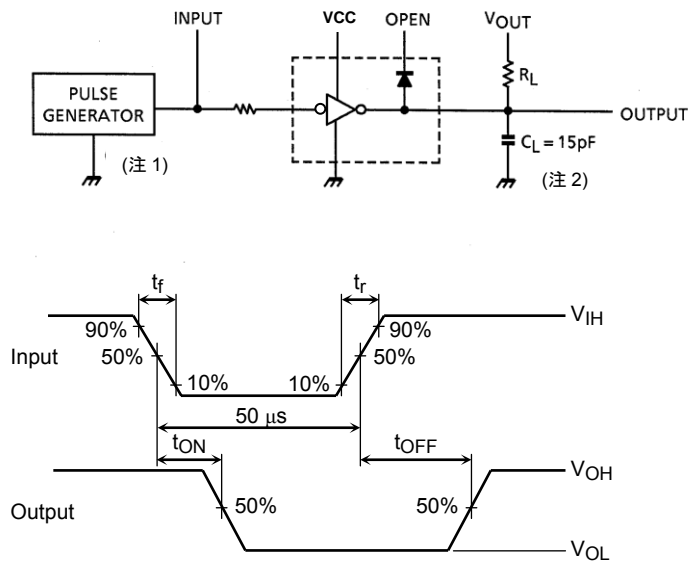 INPUT
VCC
OPEN
VOUT
PULSE
GENERATOR
RL
OUTPUT
CL = 15pF
(注 1)
(注 2)
tf
tr
VIH
90%
90%
Input
50%
50%
10%
10%
50 μs
tON
tOFF
VOH
Output
50%
50%
VOL